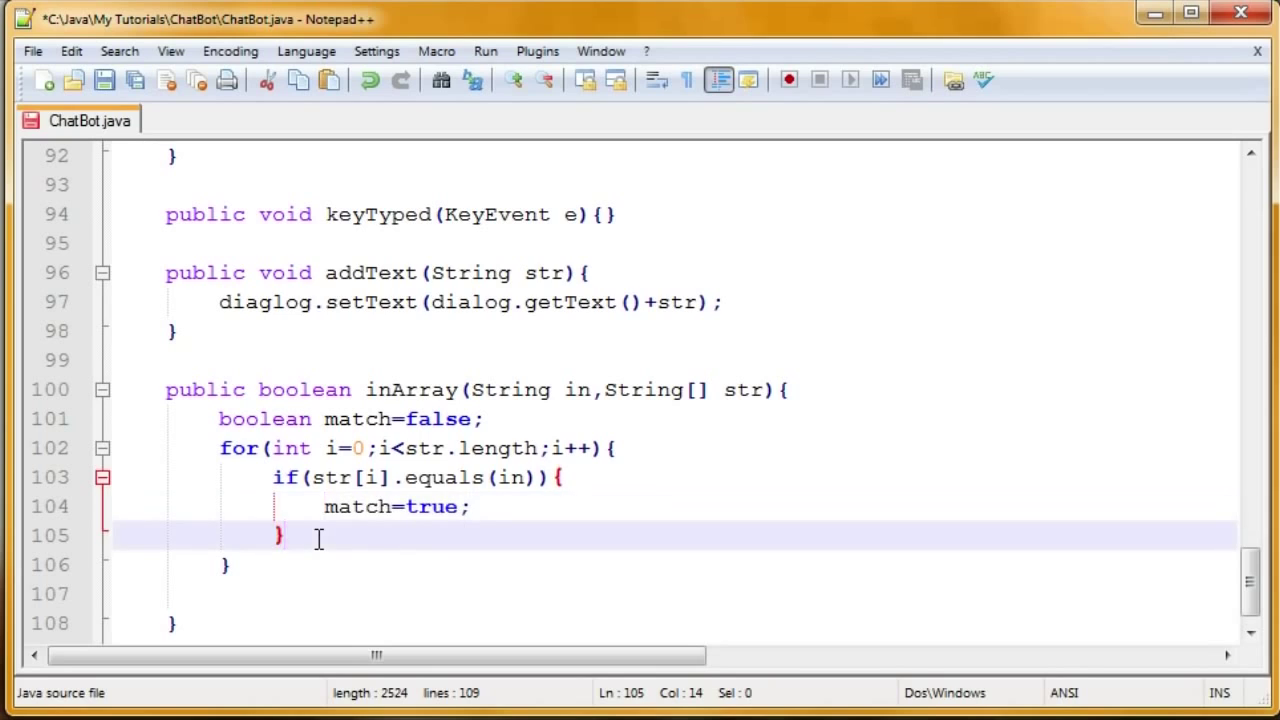 *C:\Java\My Tutorials\ChatBot\ChatBot.java - Notepad++
File Edit Search View Encoding Language Settings Macro Run Plugins Window ? X
ABC
ChatBot.java
92 }
93
94 public void keyTyped(KeyEvent e){}
95
96 public void addText(String str){
97 diaglog.setText(dialog.getText()+str);
98 }
99
100 public boolean inArray(String in,String[] str){
101 boolean match=false;
102 for(int i=0;i<str.length;i++){
103 if(str[i].equals(in)){
104 match=true;
105 }
106 }
107
108 }
Java source file length : 2524 lines : 109 Ln : 105 Col : 14 Sel : 0 Dos\Windows ANSI INS